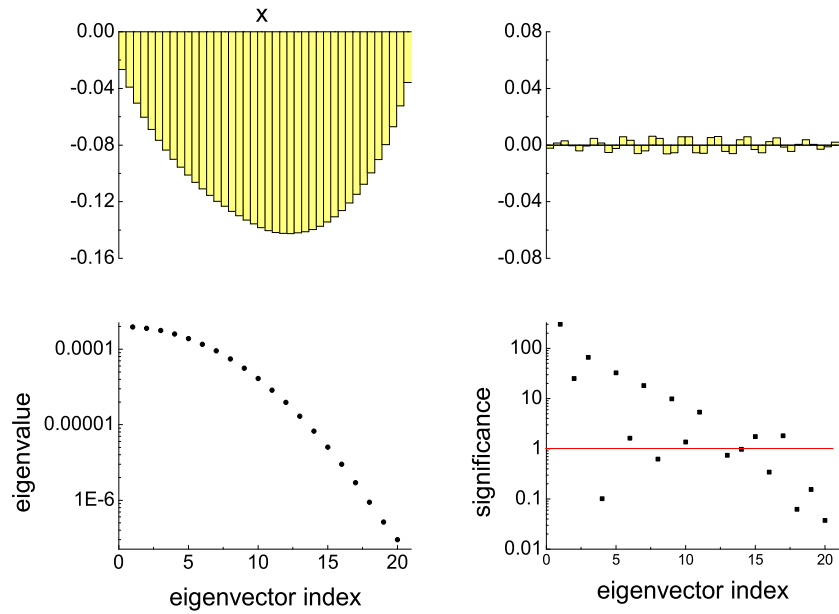 x
0.00
-0.04
-0.08
-0.12
-0.16
0.08
0.04
0.00
-0.04
-0.08
0.0001
0.00001
1E-6
eigenvalue
0 5 10 15 20
eigenvector index
100
10
1
0.1
0.01
significance
0 5 10 15 20
eigenvector index